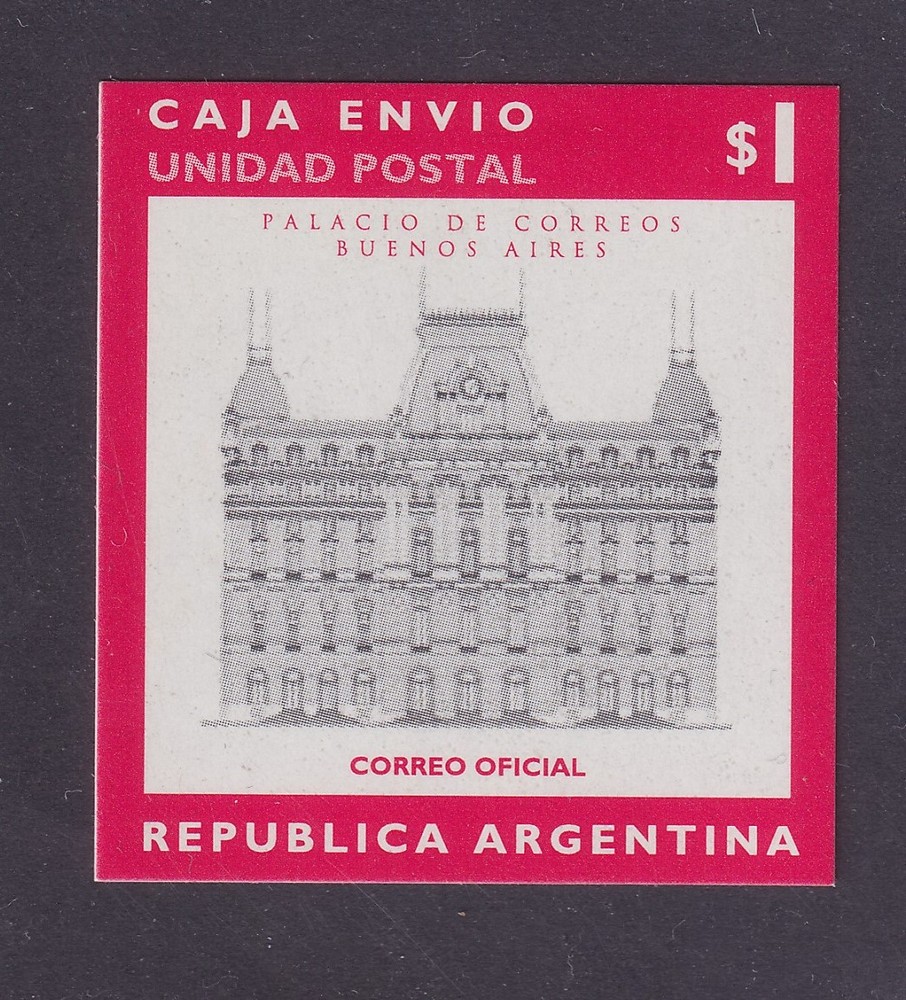 CAJA ENVIO
UNIDAD POSTAL
$1
PALACIO DE CORREOS
BUENOS AIRES
CORREO OFICIAL
REPUBLICA ARGENTINA